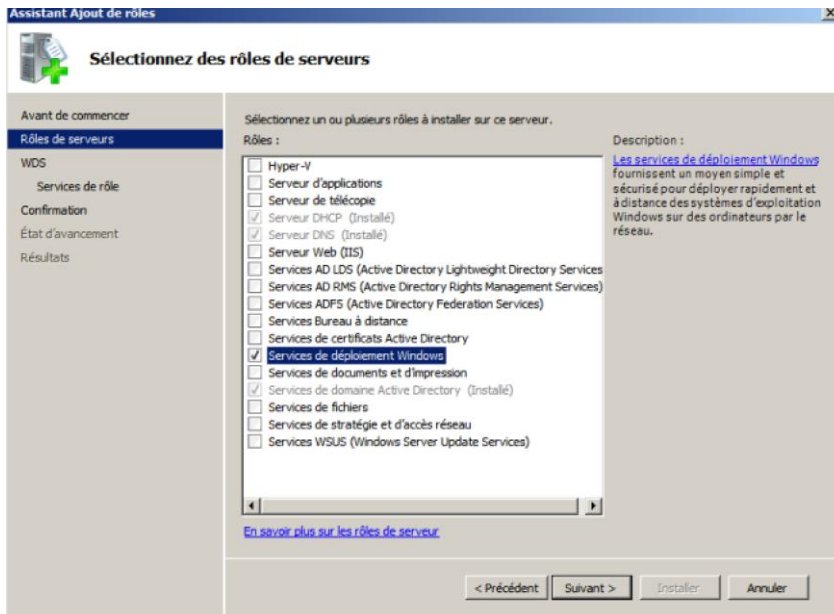 Assistant Ajout de rôles
Sélectionnez des rôles de serveurs
Avant de commencer
Rôles de serveurs
WDS
Services de rôle
Confirmation
État d'avancement
Résultats
Sélectionnez un ou plusieurs rôles à installer sur ce serveur.
Rôles :
Hyper-V
Serveur d'applications
Serveur de télécopie
Serveur DHCP (Installé)
Serveur DNS (Installé)
Serveur Web (IIS)
Services AD LDS (Active Directory Lightweight Directory Services
Services AD RMS (Active Directory Rights Management Services)
Services ADFS (Active Directory Federation Services)
Services Bureau à distance
Services de certificats Active Directory
Services de déploiement Windows
Services de documents et d'impression
Services de domaine Active Directory (Installé)
Services de fichiers
Services de stratégie et d'accès réseau
Services WSUS (Windows Server Update Services)
En savoir plus sur les rôles de serveur
Description :
Les services de déploiement Windows
fournissent un moyen simple et
sécurisé pour déployer rapidement et
à distance des systèmes d'exploitation
Windows sur des ordinateurs par le
réseau.
< Précédent
Suivant >
Installer
Annuler